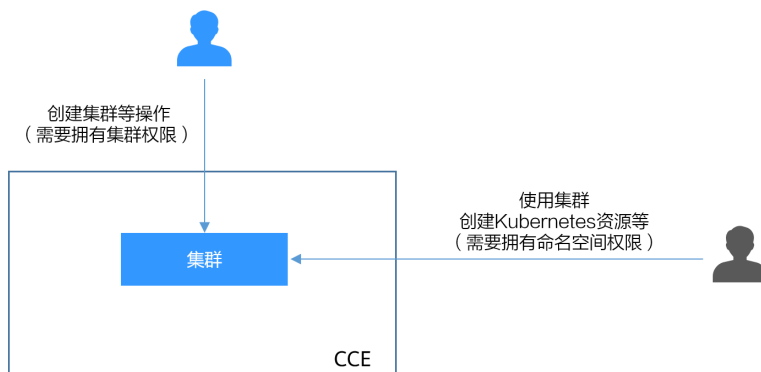 创建集群等操作
（需要拥有集群权限）
使用集群
创建Kubernetes资源等
（需要拥有命名空间权限）
集群
CCE